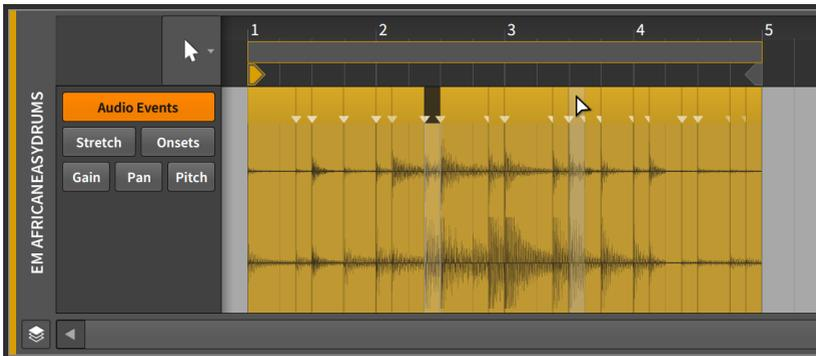 1 2 3 4 5
Audio Events
Stretch Onsets
Gain Pan Pitch
EM AFRICANEASYDRUMS